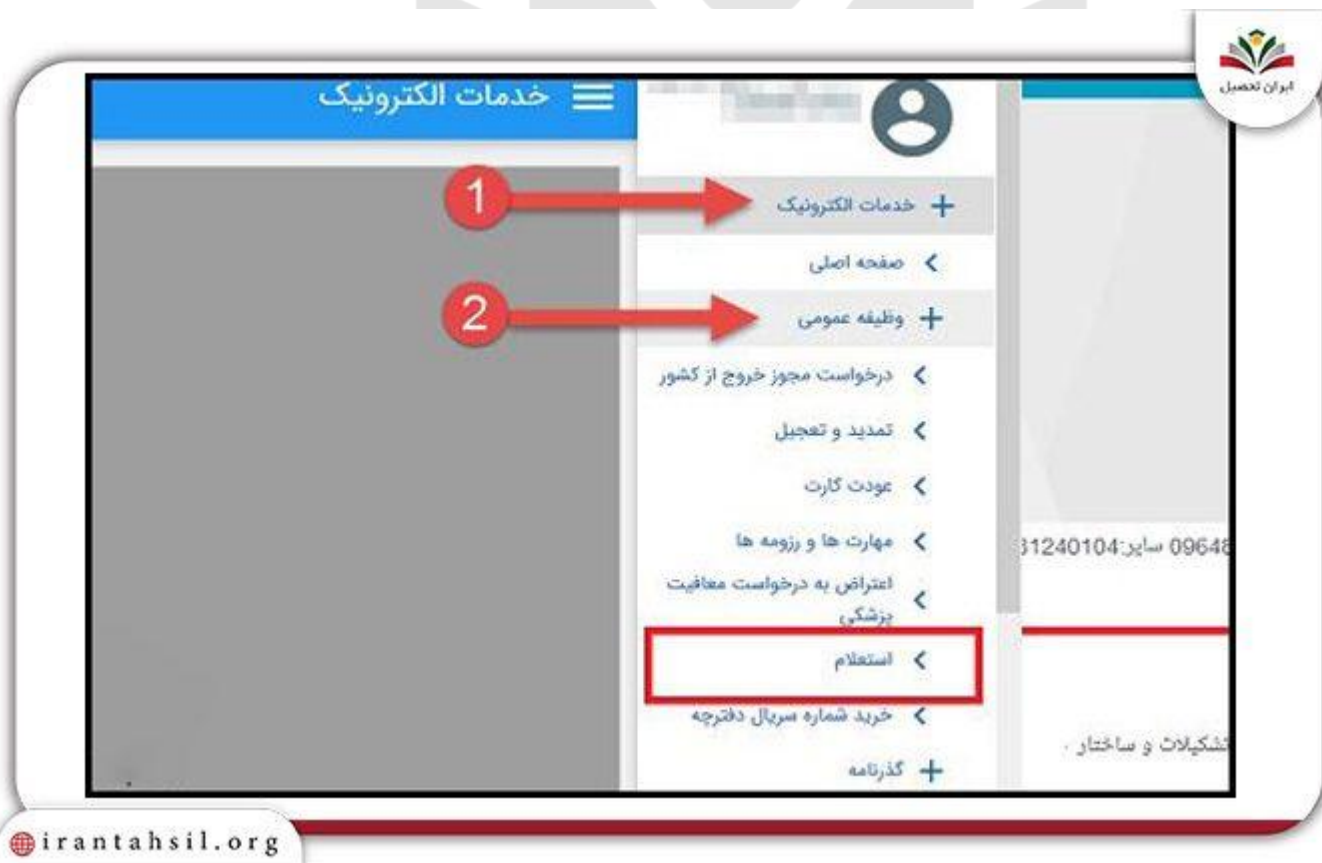 ایران تحصیل
خدمات الکترونیک
1
خدمات الکترونیک
صفحه اصلی
2
وظیفه عمومی
درخواست مجوز خروج از کشور
تمدید و تعجیل
عودت کارت
مهارت ها و رزومه ها
اعتراض به درخواست معافیت
پزشکی
استعلام
خرید شماره سریال دفترچه
گذرنامه
09648 سایر:31240104
تشکیلات و ساختار .
irantahsil.org